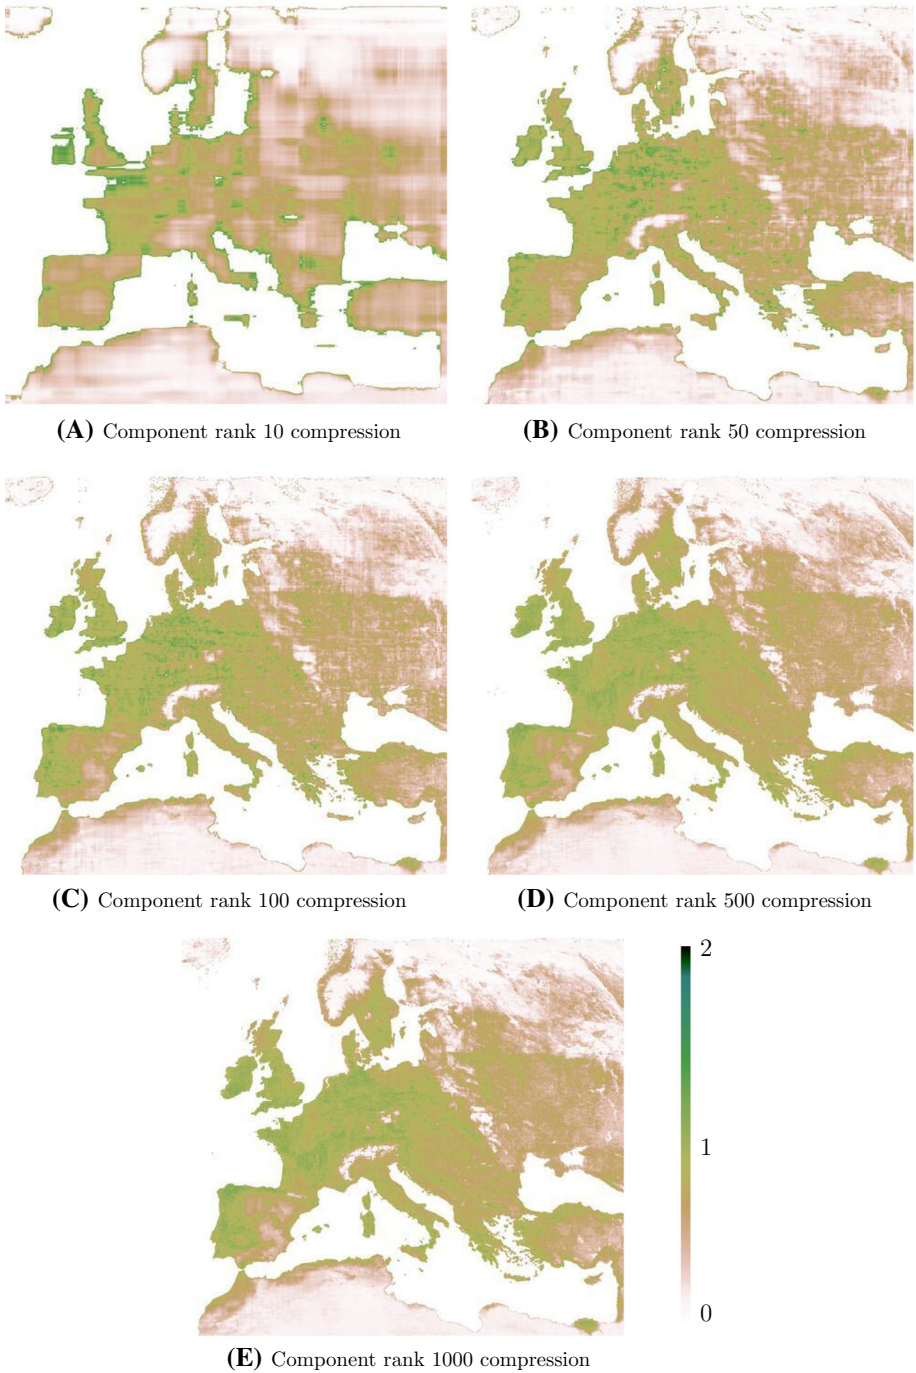 (A) Component rank 10 compression
(B) Component rank 50 compression
(C) Component rank 100 compression
(D) Component rank 500 compression
2
1
0
(E) Component rank 1000 compression